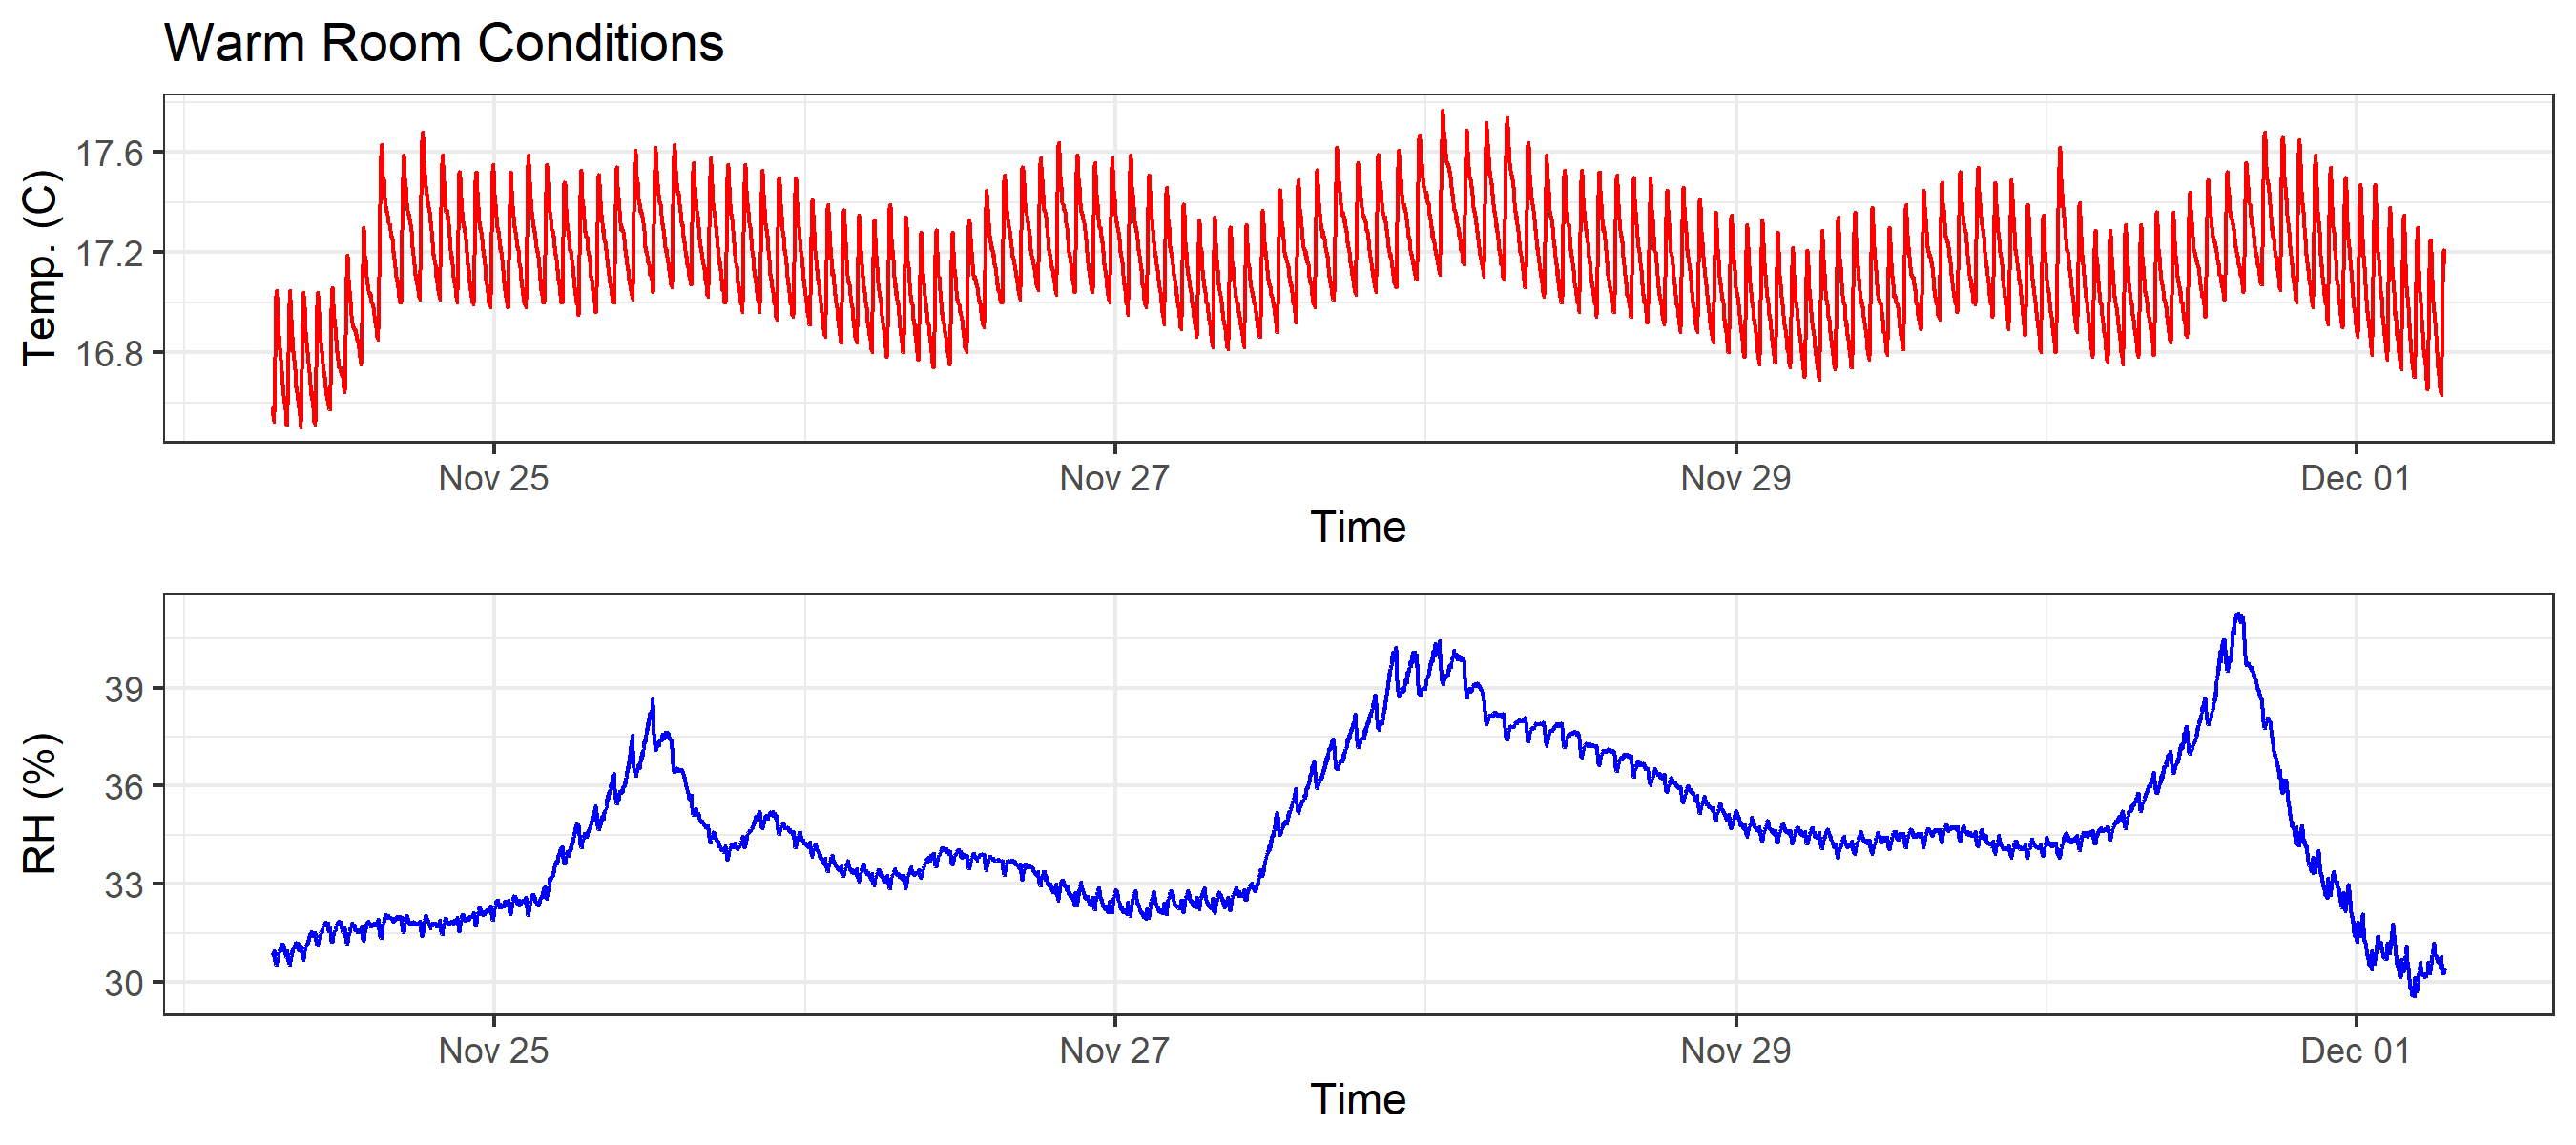 Warm Room Conditions
Temp. (C)
17.6
17.2
16.8
Nov 25 Nov 27 Nov 29 Dec 01
Time
RH (%)
39
36
33
30
Nov 25 Nov 27 Nov 29 Dec 01
Time